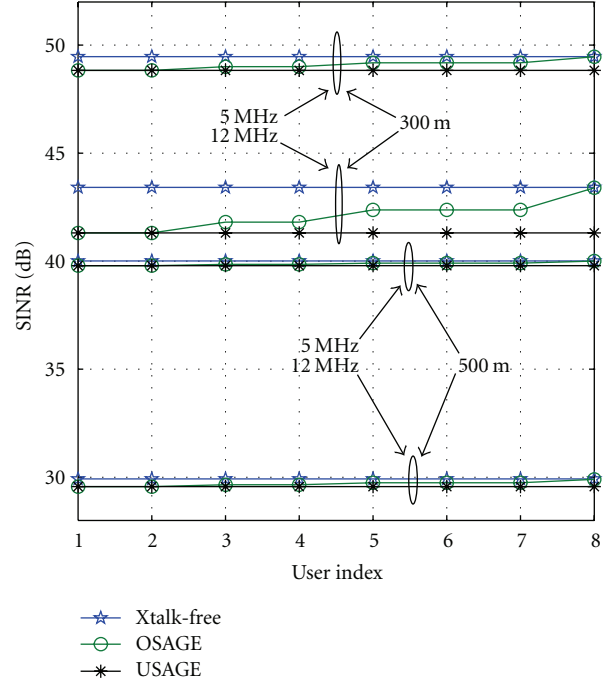 50
45
40
35
30
SINR (dB)
5 MHz
12 MHz
300 m
5 MHz
12 MHz
500 m
1 2 3 4 5 6 7 8
User index
Xtalk-free
OSAGE
USAGE